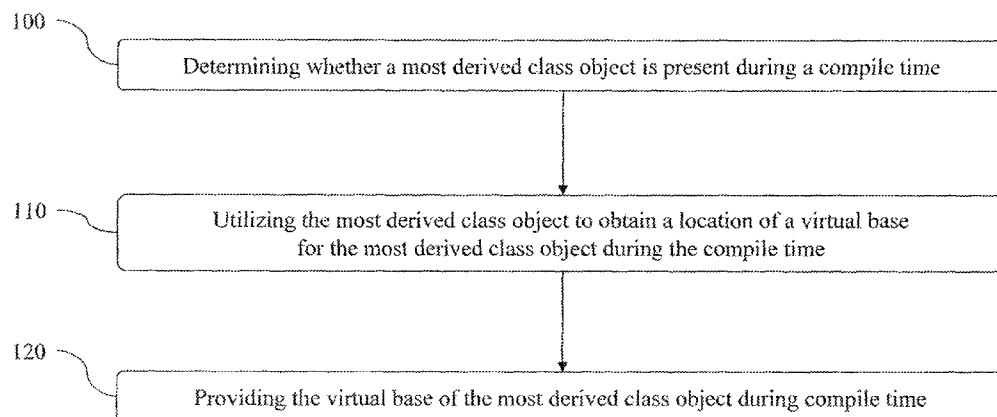 100
Determining whether a most derived class object is present during a compile time
110
Utilizing the most derived class object to obtain a location of a virtual base
for the most derived class object during the compile time
120
Providing the virtual base of the most derived class object during compile time